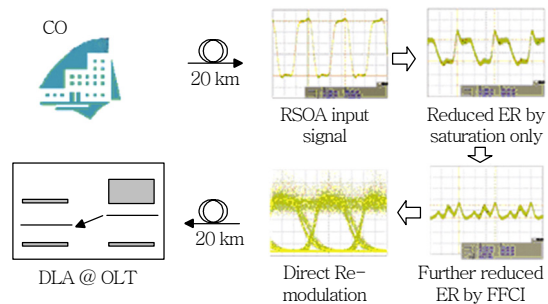 CO
20 km
RSOA input
signal
Reduced ER by
saturation only
DLA @ OLT
20 km
Direct Re-
modulation
Further reduced
ER by FFCI